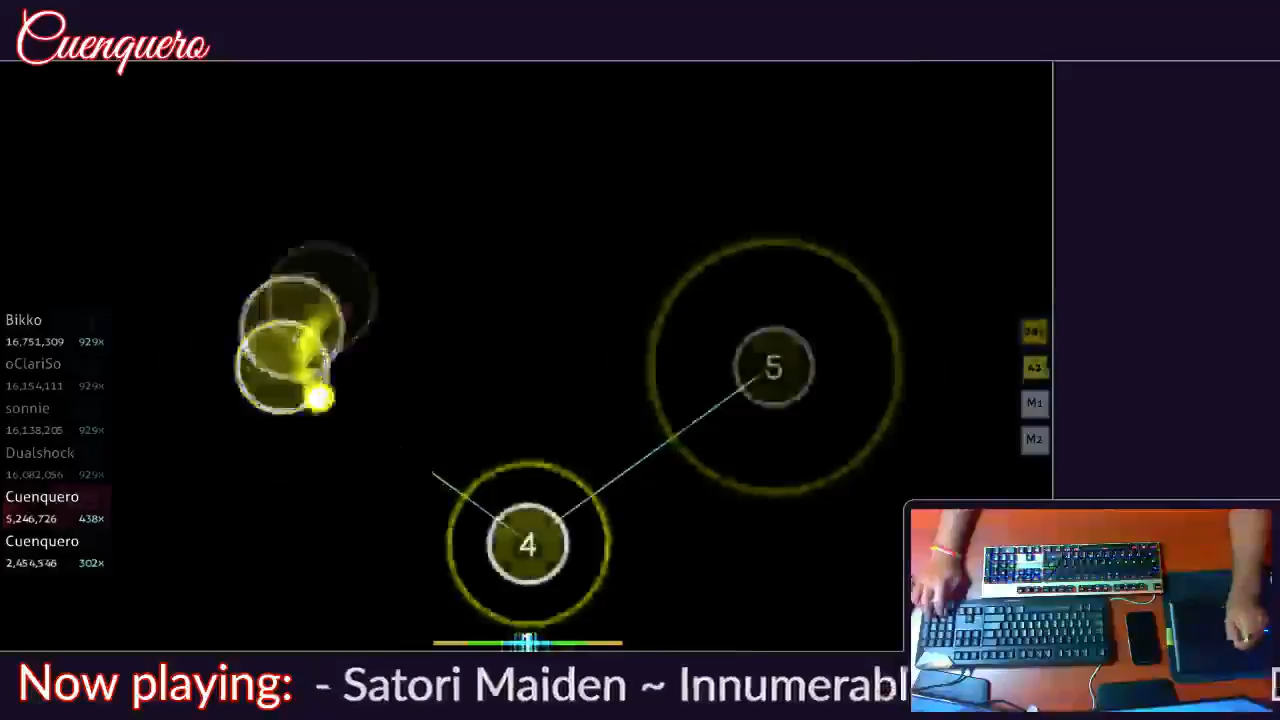 Cuenquero
Bikko
16,751,309 929x
oClariSo
16,154,111 929x
sonnie
16,138,205 929x
Dualshock
16,082,056 929x
Cuenquero
5,246,726 438x
Cuenquero
2,454,546 302x
5
4
M1
M2
Now playing: - Satori Maiden ~ Innumerabl